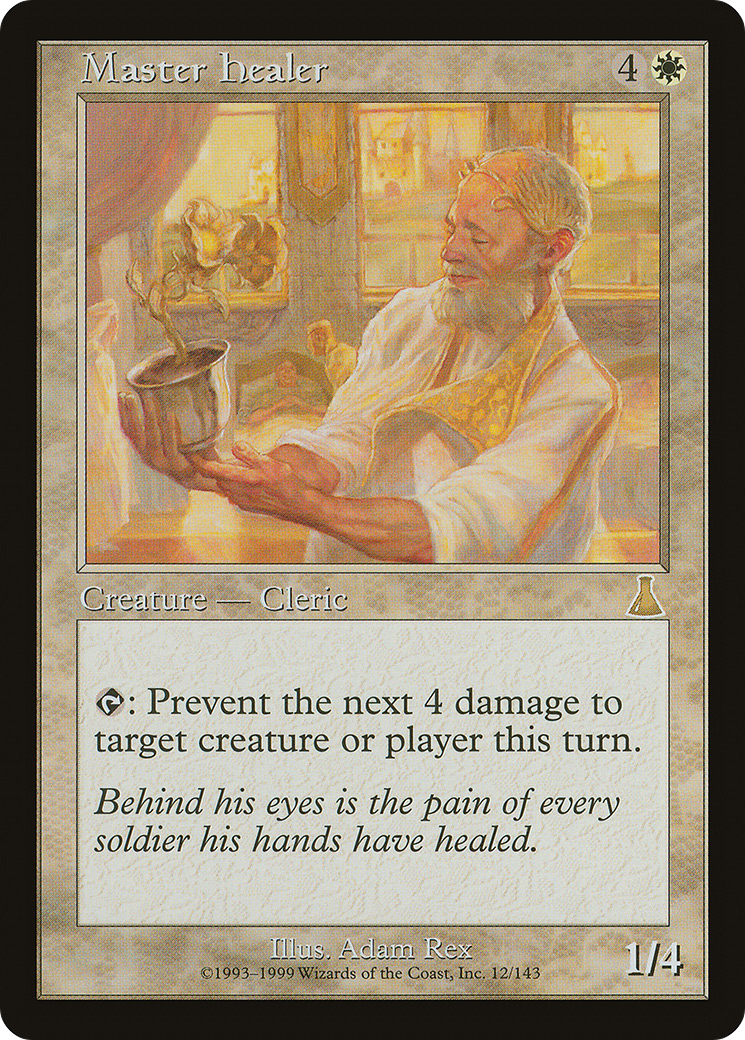 Master Healer 4
Creature — Cleric
: Prevent the next 4 damage to
target creature or player this turn.
Behind his eyes is the pain of every
soldier his hands have healed.
Illus. Adam Rex
©1993–1999 Wizards of the Coast, Inc. 12/143
1/4